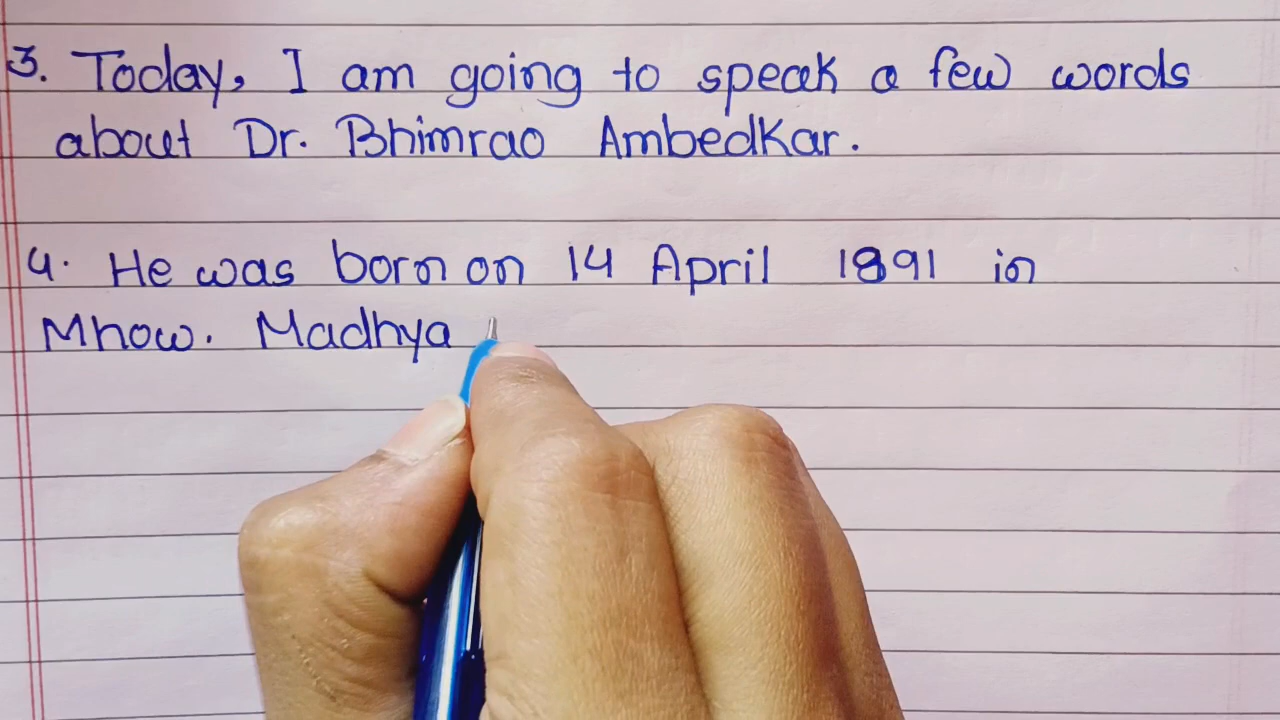 3. Today, I am going to speak a few words
about Dr. Bhimrao Ambedkar.
4. He was born on 14 April 1891 in
Mhow. Madhya